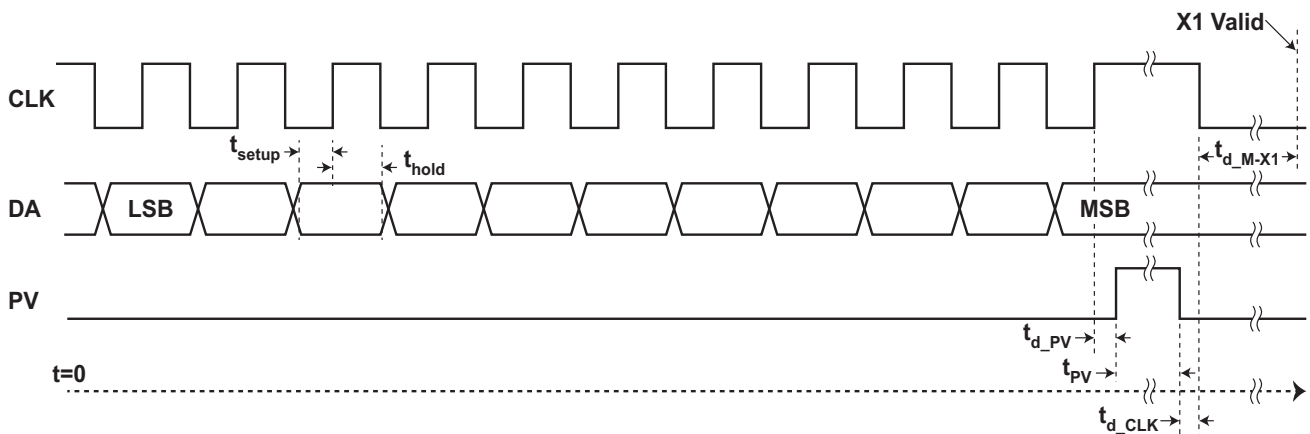 X1 Valid
CLK
t_setup
t_hold
t_d_M-X1
DA
LSB
MSB
PV
t_d_PV
t=0
t_PV
t_d_CLK